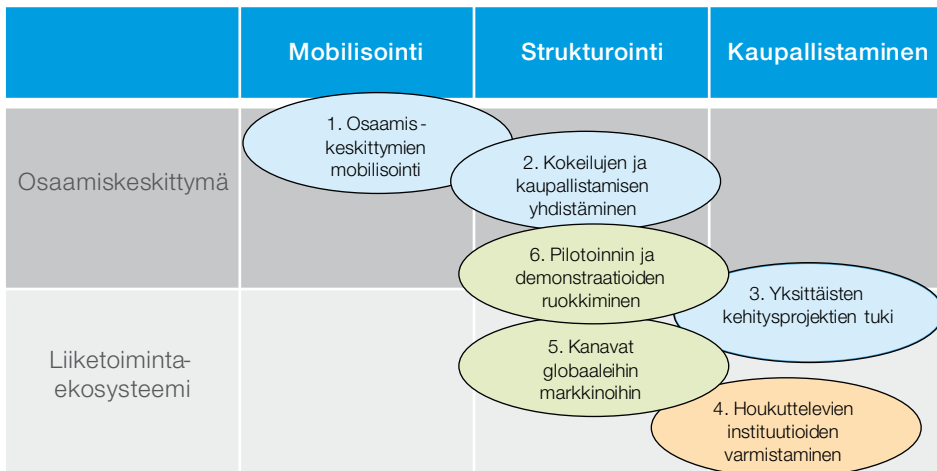 Mobilisointi
Strukturointi
Kaupallistaminen
Osaamiskeskittymä
1. Osaamis-
keskittymien
mobilisointi
2. Kokeilujen ja
kaupallistamisen
yhdistäminen
6. Pilotoinnin ja
demonstraatioiden
ruokkiminen
3. Yksittäisten
kehitysprojektien tuki
Liiketoiminta-
ekosysteemi
5. Kanavat
globaaleihin
markkinoihin
4. Houkuttelevien
instituutioiden
varmistaminen